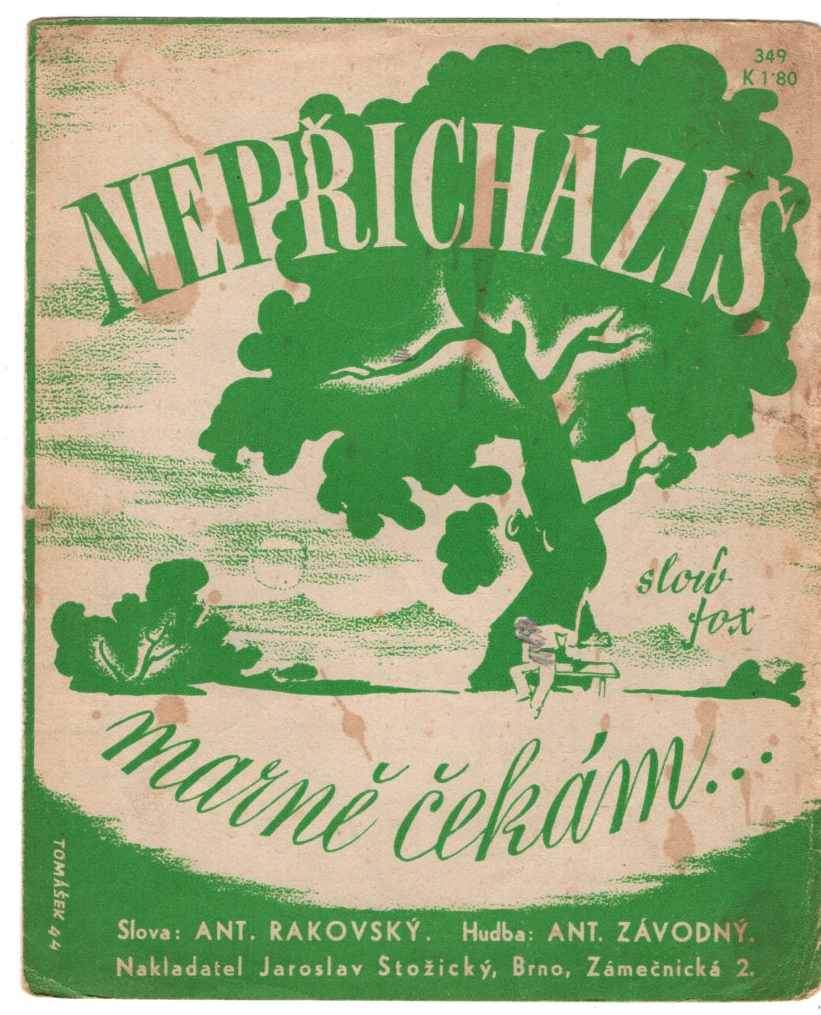 349
K 1·80
NEPŘICHÁZIŠ
slow
fox
marně čekám...
TOMÁŠEK 44
Slova: ANT. RAKOVSKÝ. Hudba: ANT. ZÁVODNÝ.
Nakladatel Jaroslav Stožický, Brno, Zámečnická 2.